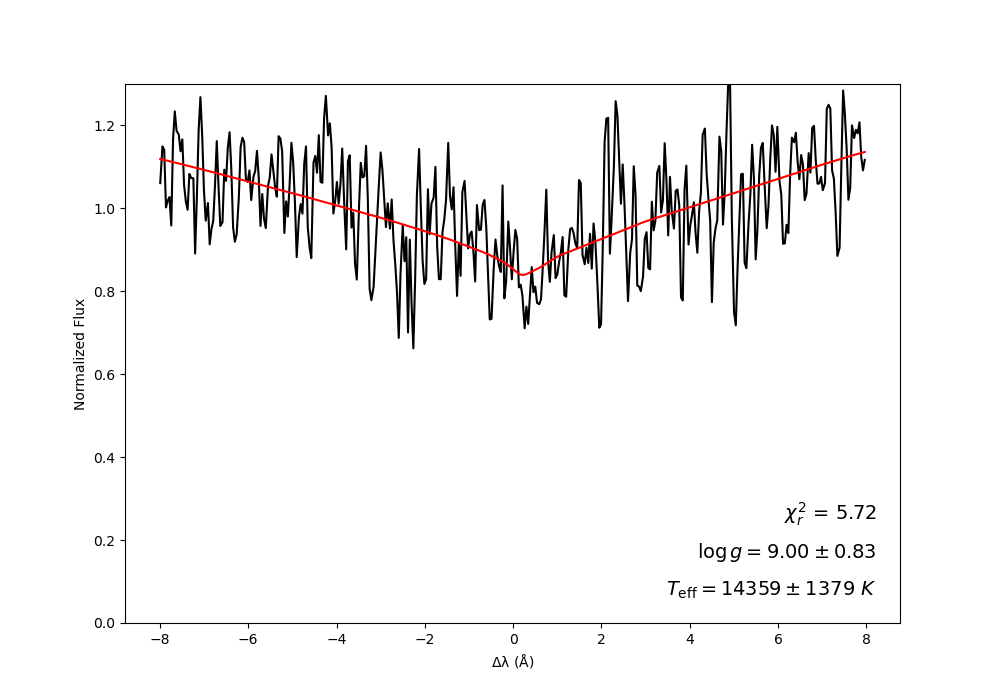 1.2
1.0
0.8
0.6
0.4
0.2
0.0
Normalized Flux
χ²ᵣ = 5.72
log g = 9.00 ± 0.83
T_eff = 14359 ± 1379 K
−8 −6 −4 −2 0 2 4 6 8
Δλ (Å)